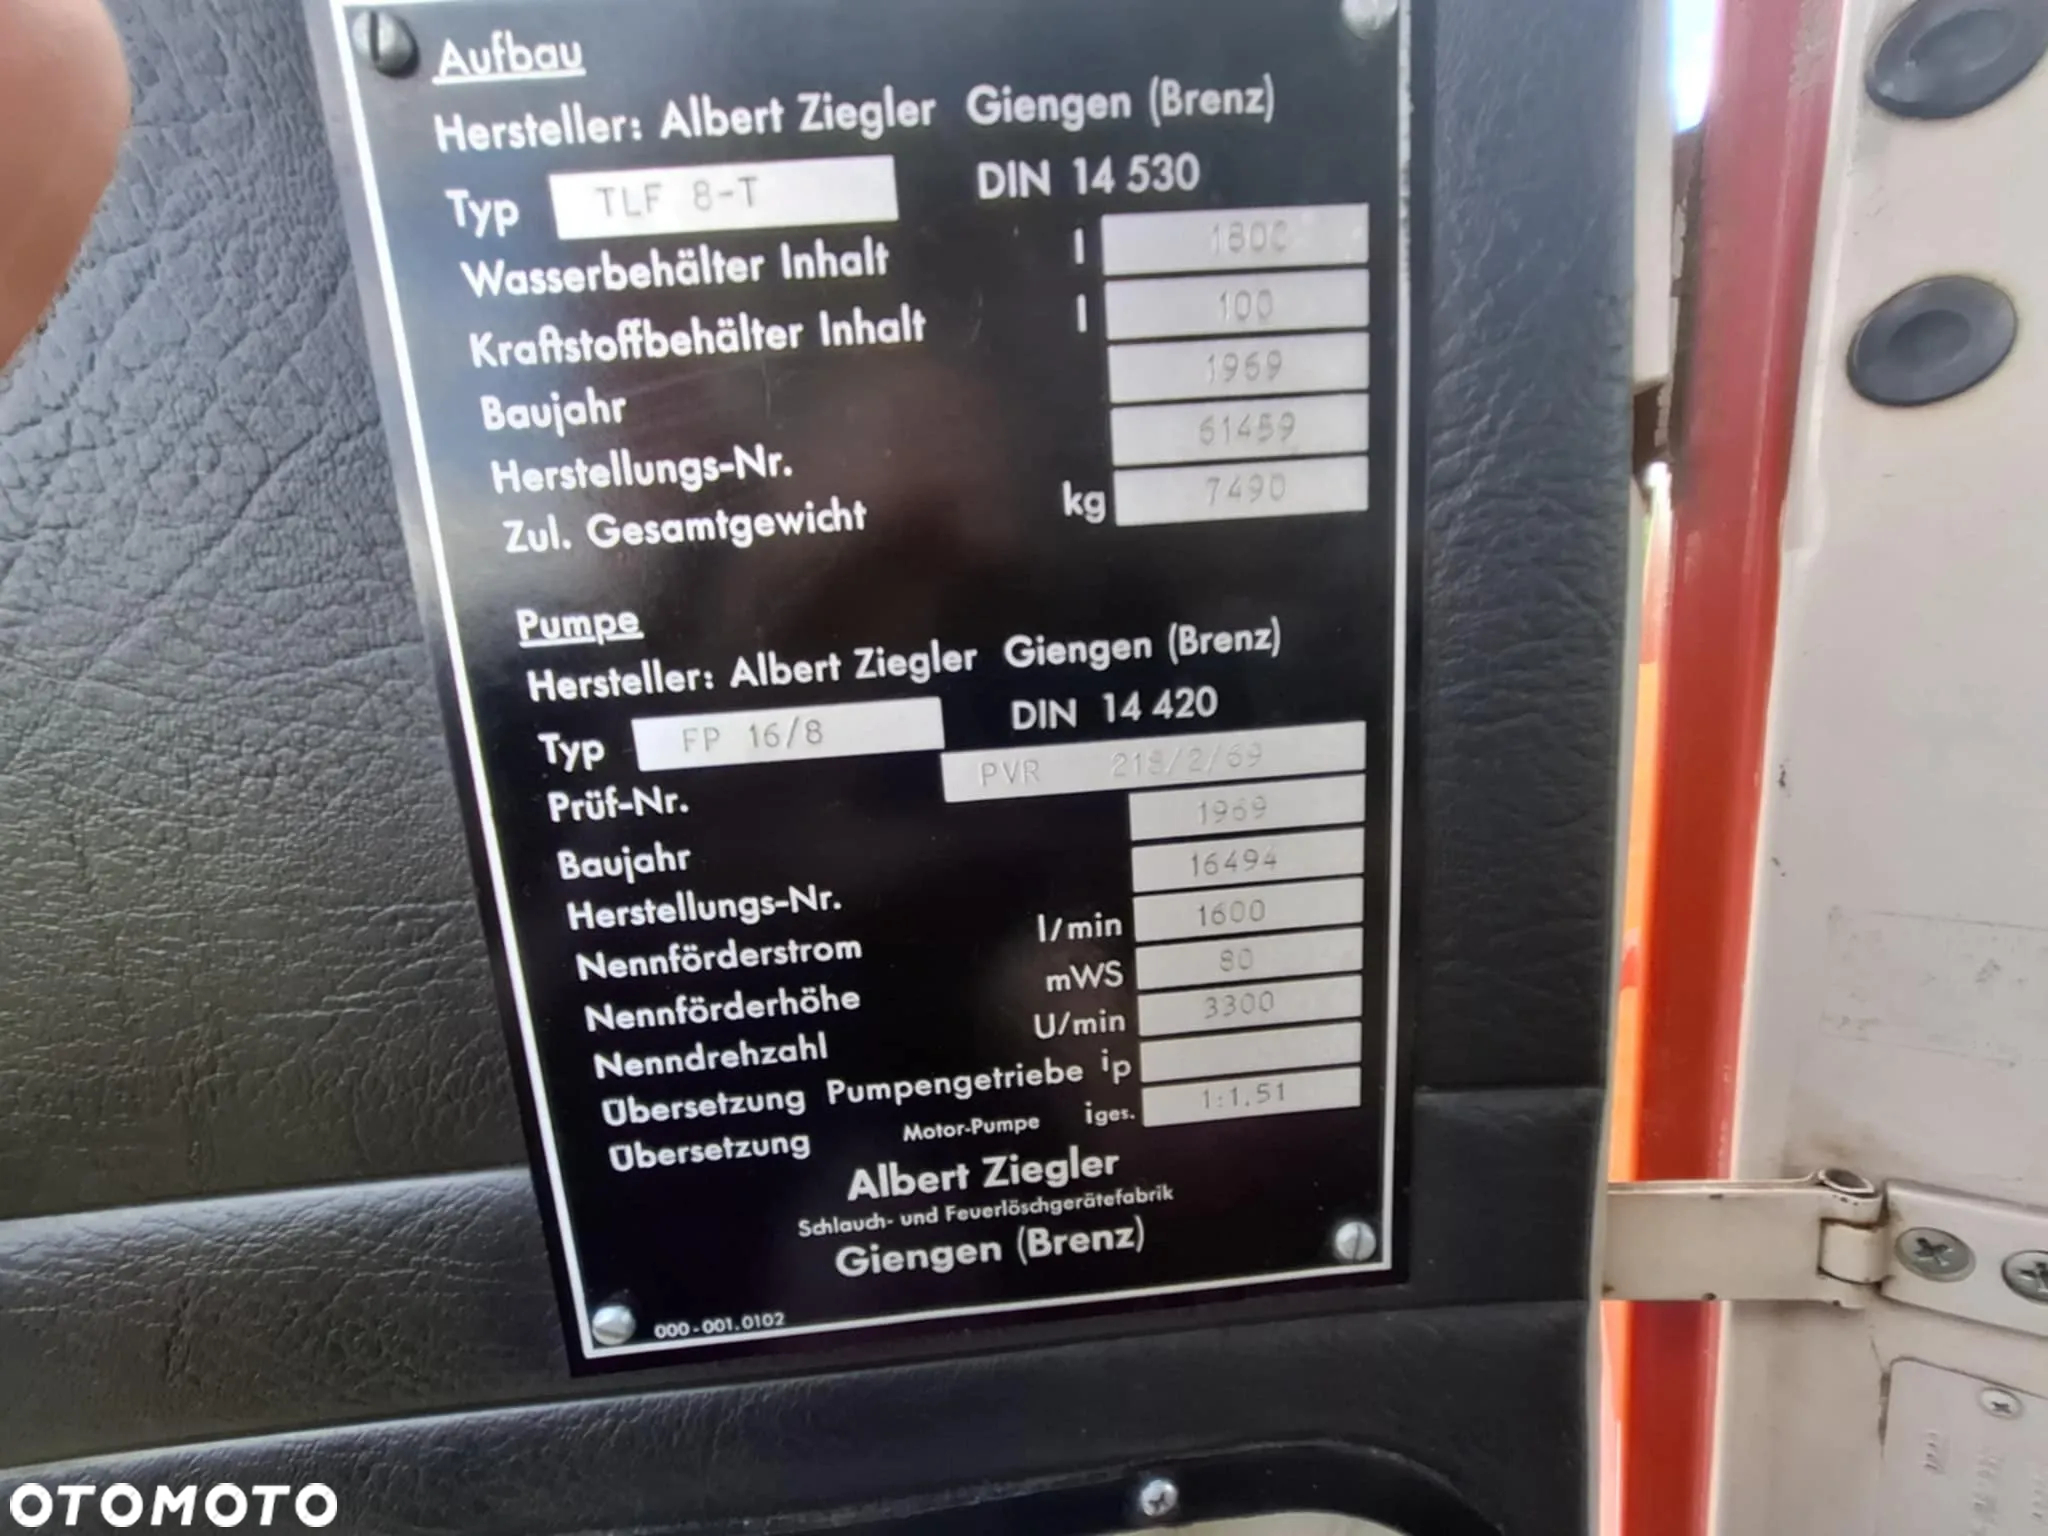 Aufbau
Hersteller: Albert Ziegler Giengen (Brenz)
Typ TLF 8-T DIN 14 530
Wasserbehälter Inhalt l 1800
Kraftstoffbehälter Inhalt l 100
Baujahr 1969
Herstellungs-Nr. 61459
Zul. Gesamtgewicht kg 7490
Pumpe
Hersteller: Albert Ziegler Giengen (Brenz)
Typ FP 16/8 DIN 14 420
Prüf-Nr. PVR 218/2/69
Baujahr 1969
Herstellungs-Nr. 16494
Nennförderstrom l/min 1600
Nennförderhöhe mWS 80
Nenndrehzahl U/min 3300
Übersetzung Pumpengetriebe ip
Übersetzung Motor-Pumpe iges. 1:1,51
Albert Ziegler
Schlauch- und Feuerlöschgerätefabrik
Giengen (Brenz)
000-001.0102
OTOMOTO